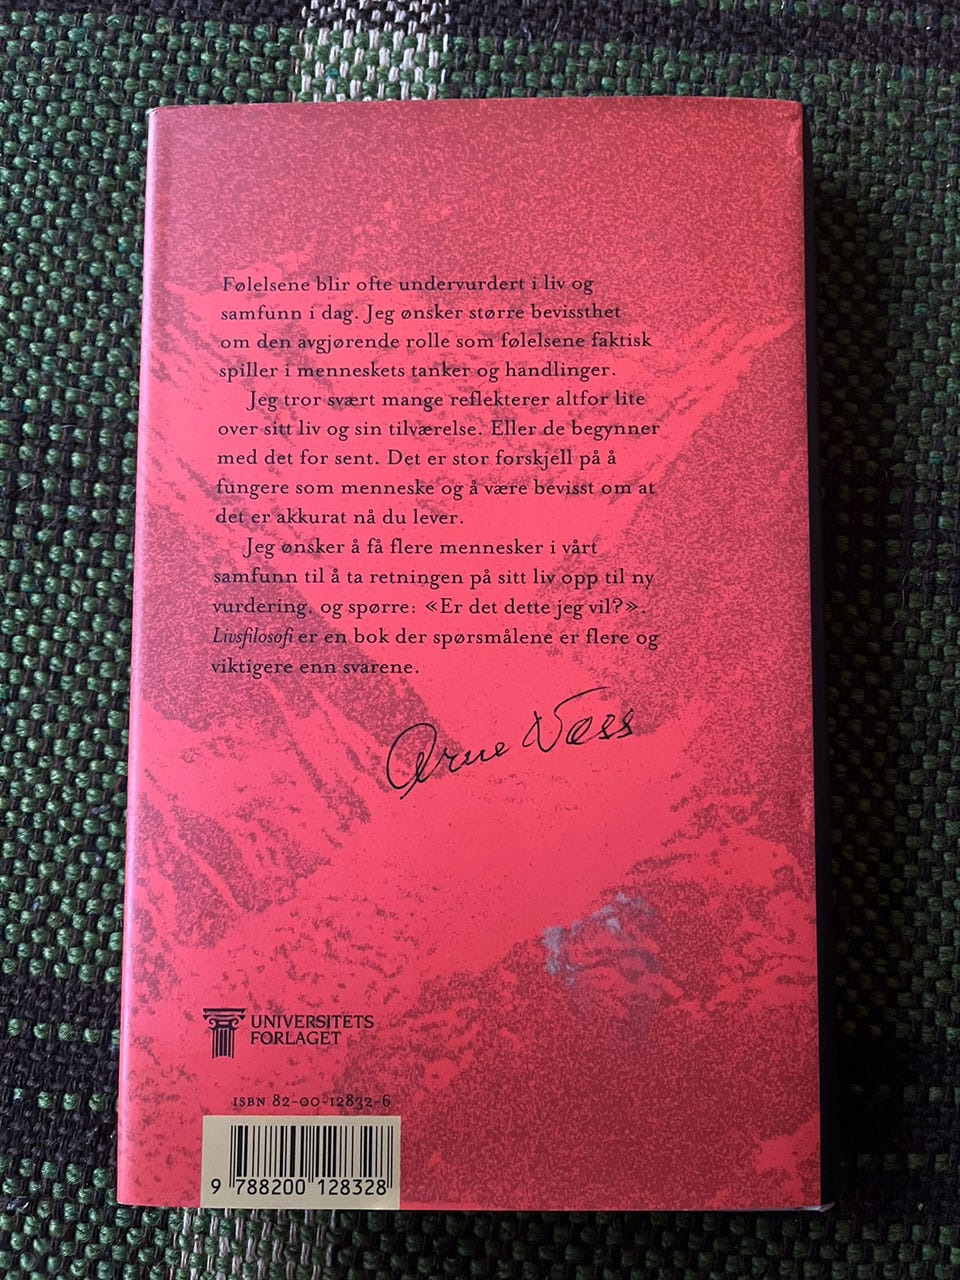 Følelsene blir ofte undervurdert i liv og
samfunn i dag. Jeg ønsker større bevissthet
om den avgjørende rolle som følelsene faktisk
spiller i menneskets tanker og handlinger.
Jeg tror svært mange reflekterer altfor lite
over sitt liv og sin tilværelse. Eller de begynner
med det for sent. Det er stor forskjell på å
fungere som menneske og å være bevisst om at
det er akkurat nå du lever.
Jeg ønsker å få flere mennesker i vårt
samfunn til å ta retningen på sitt liv opp til ny
vurdering, og spørre: «Er det dette jeg vil?».
Livsfilosofi er en bok der spørsmålene er flere og
viktigere enn svarene.
Arne Næss
UNIVERSITETS
FORLAGET
ISBN 82-00-12832-6
9 788200 128328